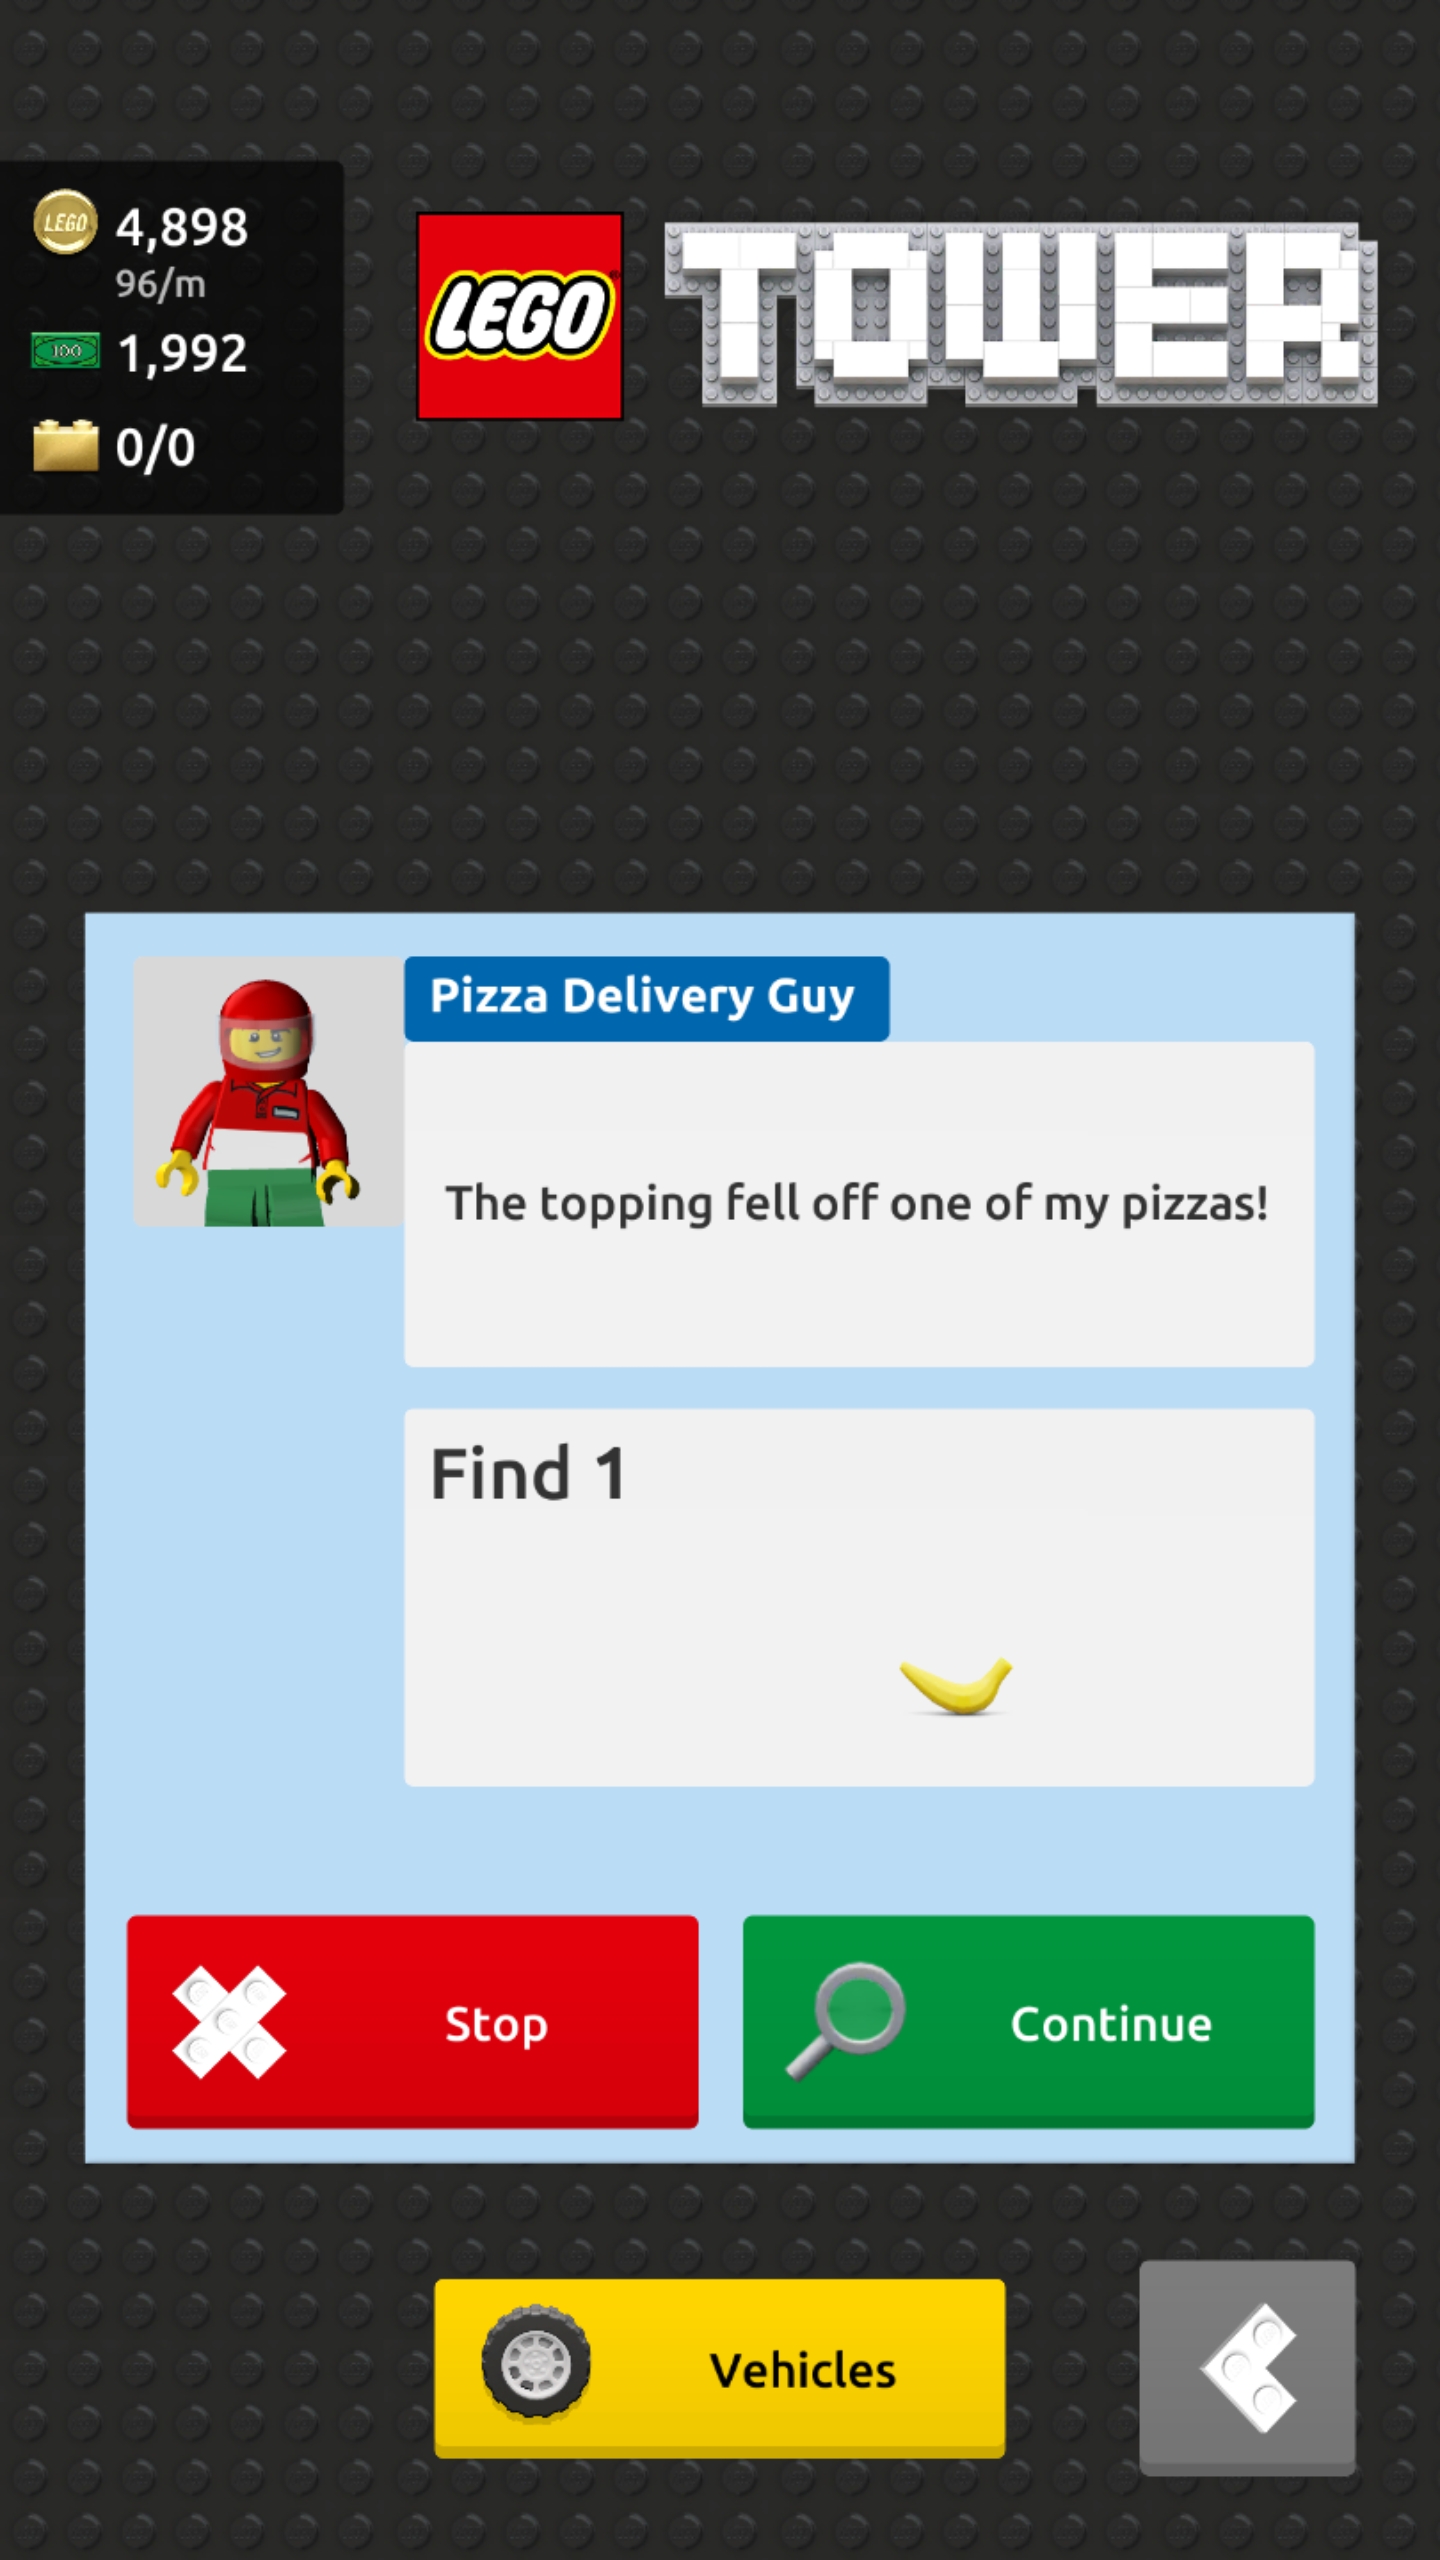 LEGO
4,898
96/m
100
1,992
0/0
LEGO
TOWER
Pizza Delivery Guy
The topping fell off one of my pizzas!
Find 1
Stop
Continue
Vehicles